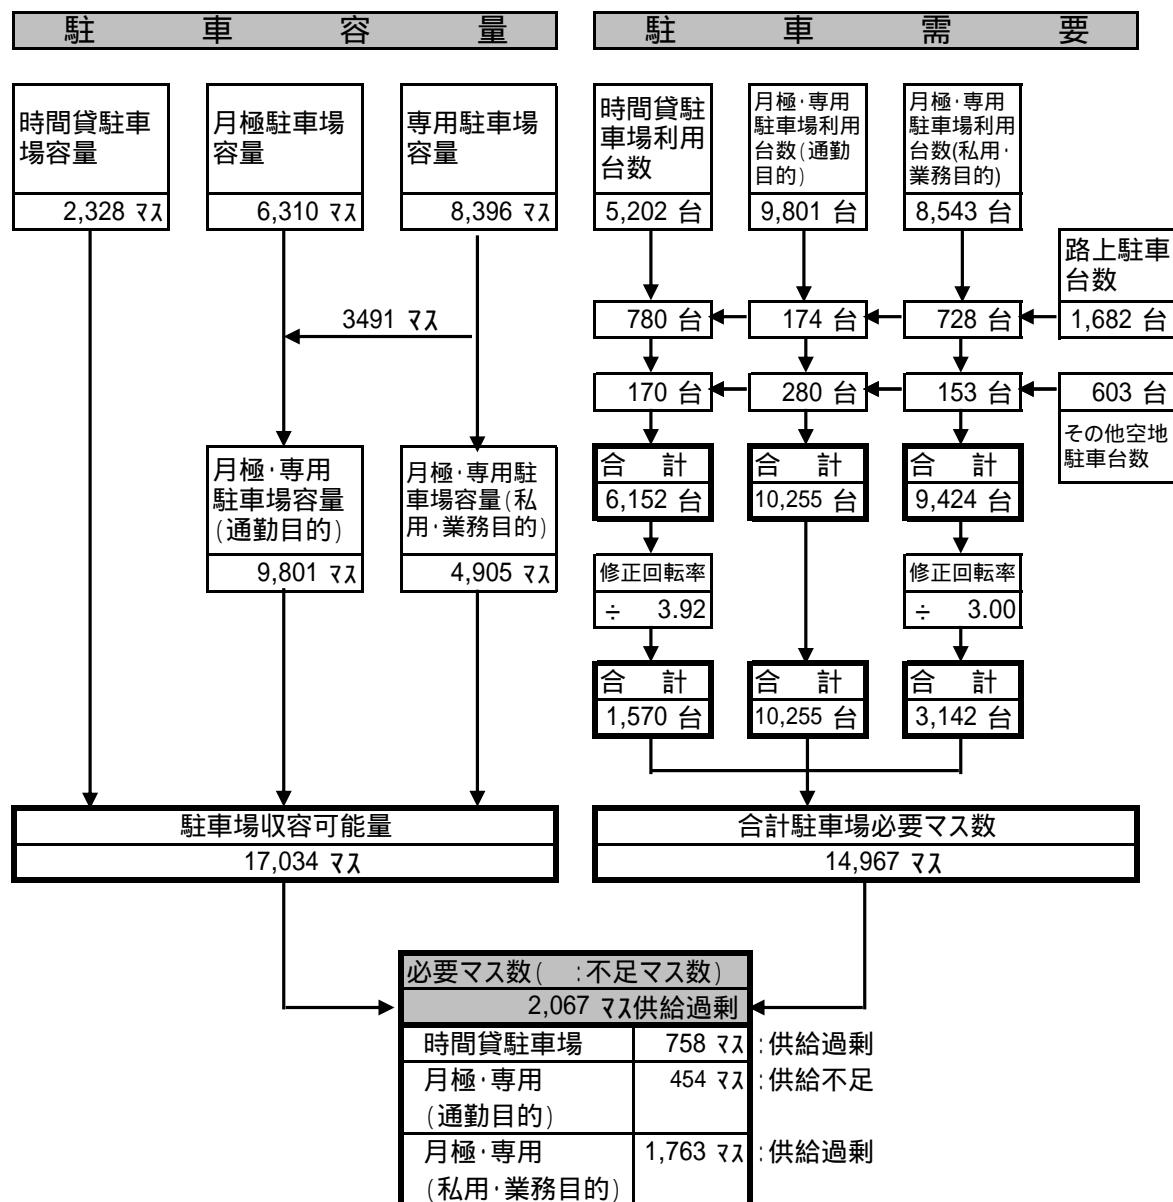 駐車容量
駐車需要
時間貸駐車
場容量
2,328 マス
月極駐車場
容量
6,310 マス
専用駐車場
容量
8,396 マス
時間貸駐
車場利用
台数
5,202 台
月極・専用
駐車場利用
台数(通勤
目的)
9,801 台
月極・専用
駐車場利用
台数(私用・
業務目的)
8,543 台
路上駐車
台数
1,682 台
3491 マス
780 台
174 台
728 台
170 台
280 台
153 台
603 台
その他空地
駐車台数
月極・専用
駐車場容量
(通勤目的)
9,801 マス
月極・専用駐
車場容量(私
用・業務目的)
4,905 マス
合計
6,152 台
合計
10,255 台
合計
9,424 台
修正回転率
÷ 3.92
修正回転率
÷ 3.00
合計
1,570 台
合計
10,255 台
合計
3,142 台
駐車場収容可能量
17,034 マス
合計駐車場必要マス数
14,967 マス
必要マス数( :不足マス数)
2,067 マス供給過剰
時間貸駐車場 758 マス :供給過剰
月極・専用 454 マス :供給不足
(通勤目的)
月極・専用 1,763 マス :供給過剰
(私用・業務目的)